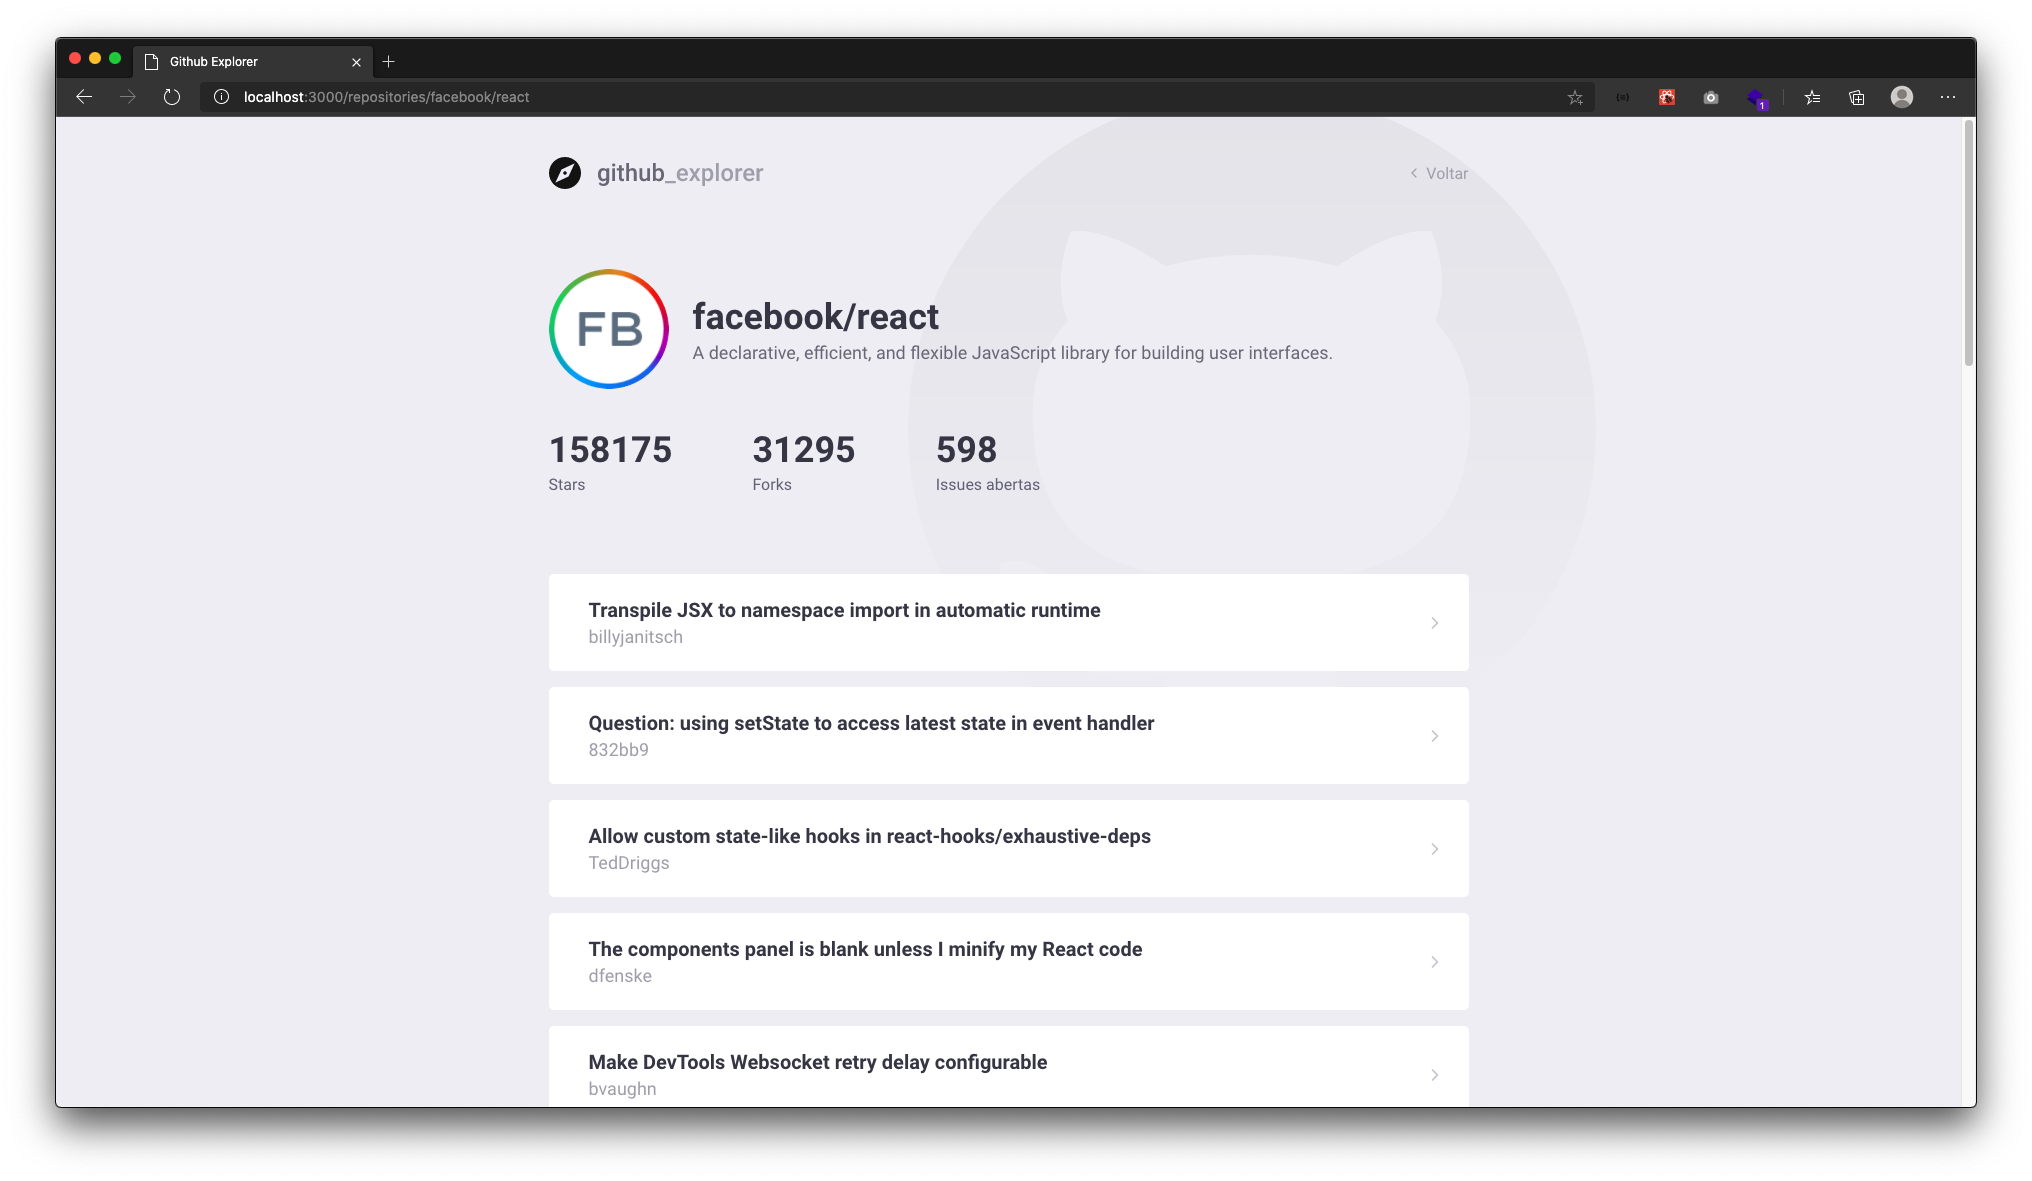 Github Explorer
localhost:3000/repositories/facebook/react
1
github_explorer
Voltar
FB
facebook/react
A declarative, efficient, and flexible JavaScript library for building user interfaces.
158175
31295
598
Stars
Forks
Issues abertas
Transpile JSX to namespace import in automatic runtime
billyjanitsch
Question: using setState to access latest state in event handler
832bb9
Allow custom state-like hooks in react-hooks/exhaustive-deps
TedDriggs
The components panel is blank unless I minify my React code
dfenske
Make DevTools Websocket retry delay configurable
bvaughn